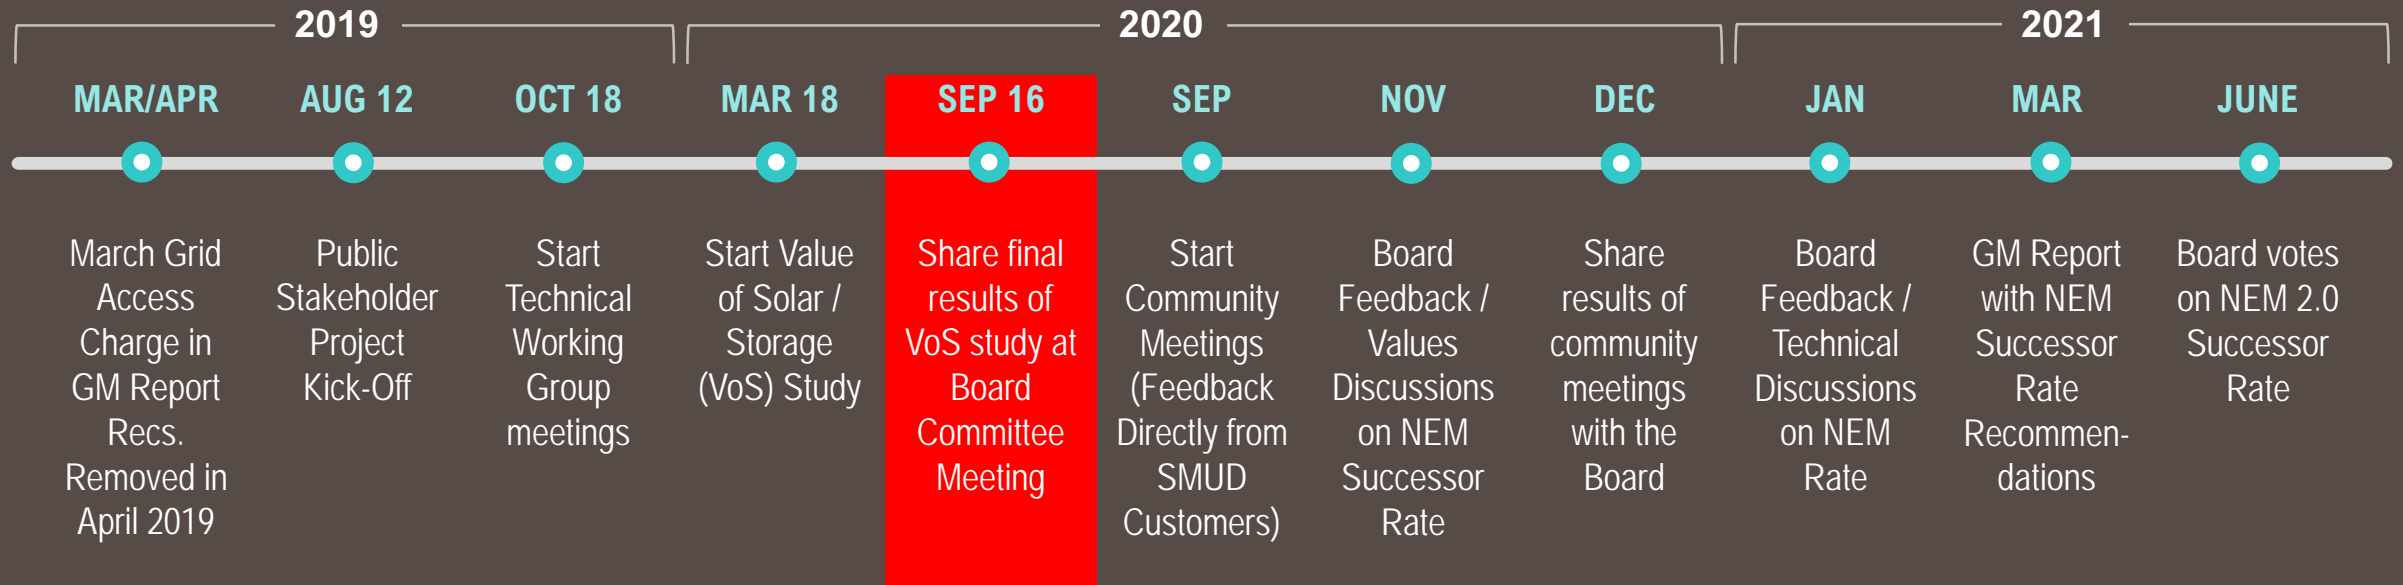 2019
2020
2021
MAR/APR
AUG 12
OCT 18
MAR 18
SEP 16
SEP
NOV
DEC
JAN
MAR
JUNE
March Grid
Access
Charge in
GM Report
Recs.
Removed in
April 2019
Public
Stakeholder
Project
Kick-Off
Start
Technical
Working
Group
meetings
Start Value
of Solar /
Storage
(VoS) Study
Share final
results of
VoS study at
Board
Committee
Meeting
Start
Community
Meetings
(Feedback
Directly from
SMUD
Customers)
Board
Feedback /
Values
Discussions
on NEM
Successor
Rate
Share
results of
community
meetings
with the
Board
Board
Feedback /
Technical
Discussions
on NEM
Rate
GM Report
with NEM
Successor
Rate
Recommen-
dations
Board votes
on NEM 2.0
Successor
Rate